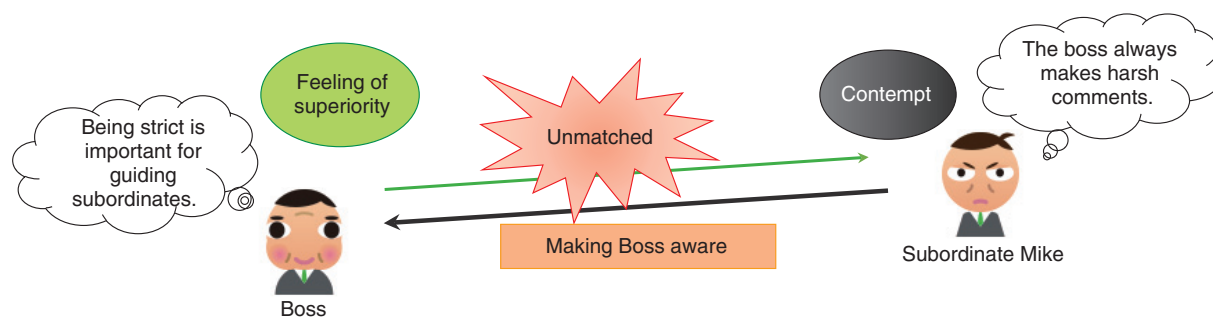 Being strict is
important for
guiding
subordinates.
Boss
Feeling of
superiority
Unmatched
Making Boss aware
Contempt
The boss always
makes harsh
comments.
Subordinate Mike